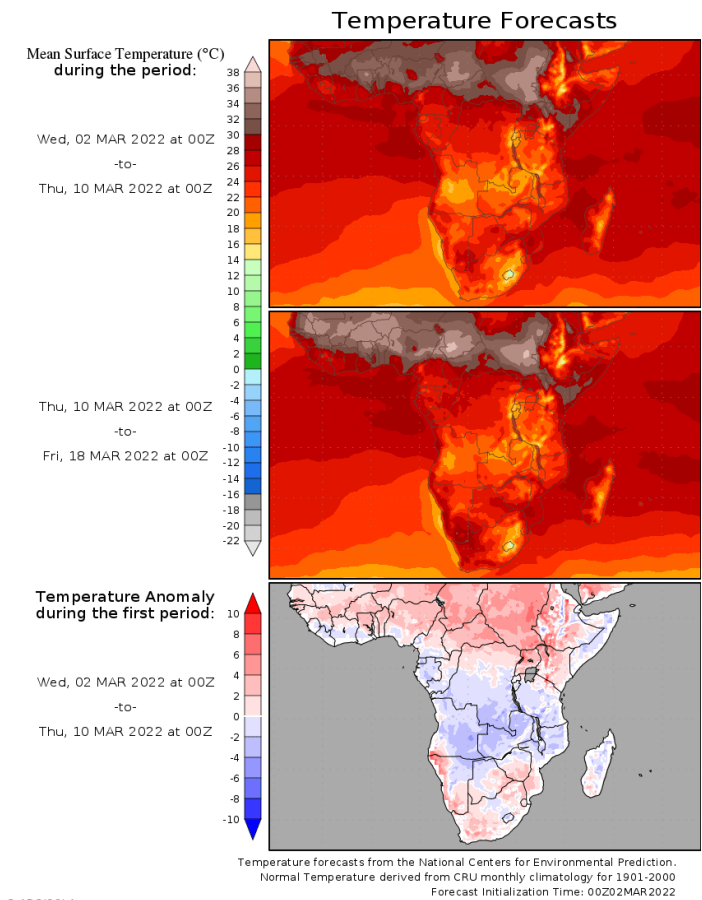 Temperature Forecasts
Mean Surface Temperature (°C)
during the period:
Wed, 02 MAR 2022 at 00Z
-to-
Thu, 10 MAR 2022 at 00Z
38
36
34
32
30
28
26
24
22
20
18
16
14
12
10
8
6
4
2
0
-2
-4
-6
-8
-10
-12
-14
-16
-18
-20
-22
Thu, 10 MAR 2022 at 00Z
-to-
Fri, 18 MAR 2022 at 00Z
Temperature Anomaly
during the first period:
Wed, 02 MAR 2022 at 00Z
-to-
Thu, 10 MAR 2022 at 00Z
10
8
6
4
2
0
-2
-4
-6
-8
-10
Temperature forecasts from the National Centers for Environmental Prediction.
Normal Temperature derived from CRU monthly climatology for 1901-2000
Forecast Initialization Time: 00Z02MAR2022